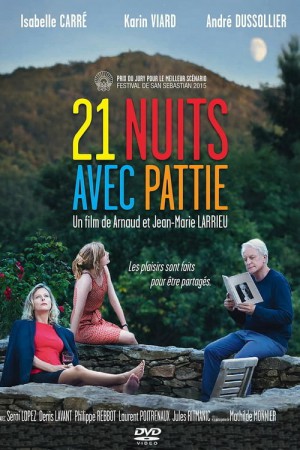 Isabelle CARRÉ Karin VIARD André DUSSOLLIER
PRIX DU JURY POUR LE MEILLEUR SCÉNARIO
FESTIVAL DE SAN SEBASTIAN 2015
21 NUITS
AVEC PATTIE
Un film de Arnaud et Jean-Marie LARRIEU
Les plaisirs sont faits
pour être partagés.
avec Sergi LOPEZ, Denis LAVANT, Philippe REBBOT, Laurent POITRENAUX, Jules RITMANIC, Mathilde MONNIER
DVD
VIDEO